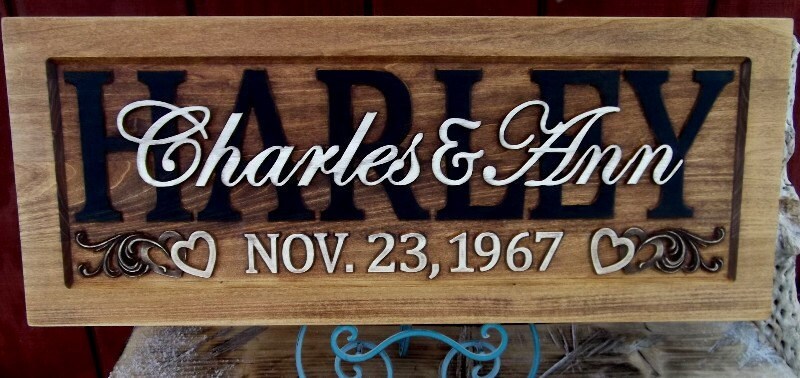 HARLEY
Charles & Ann
NOV. 23, 1967